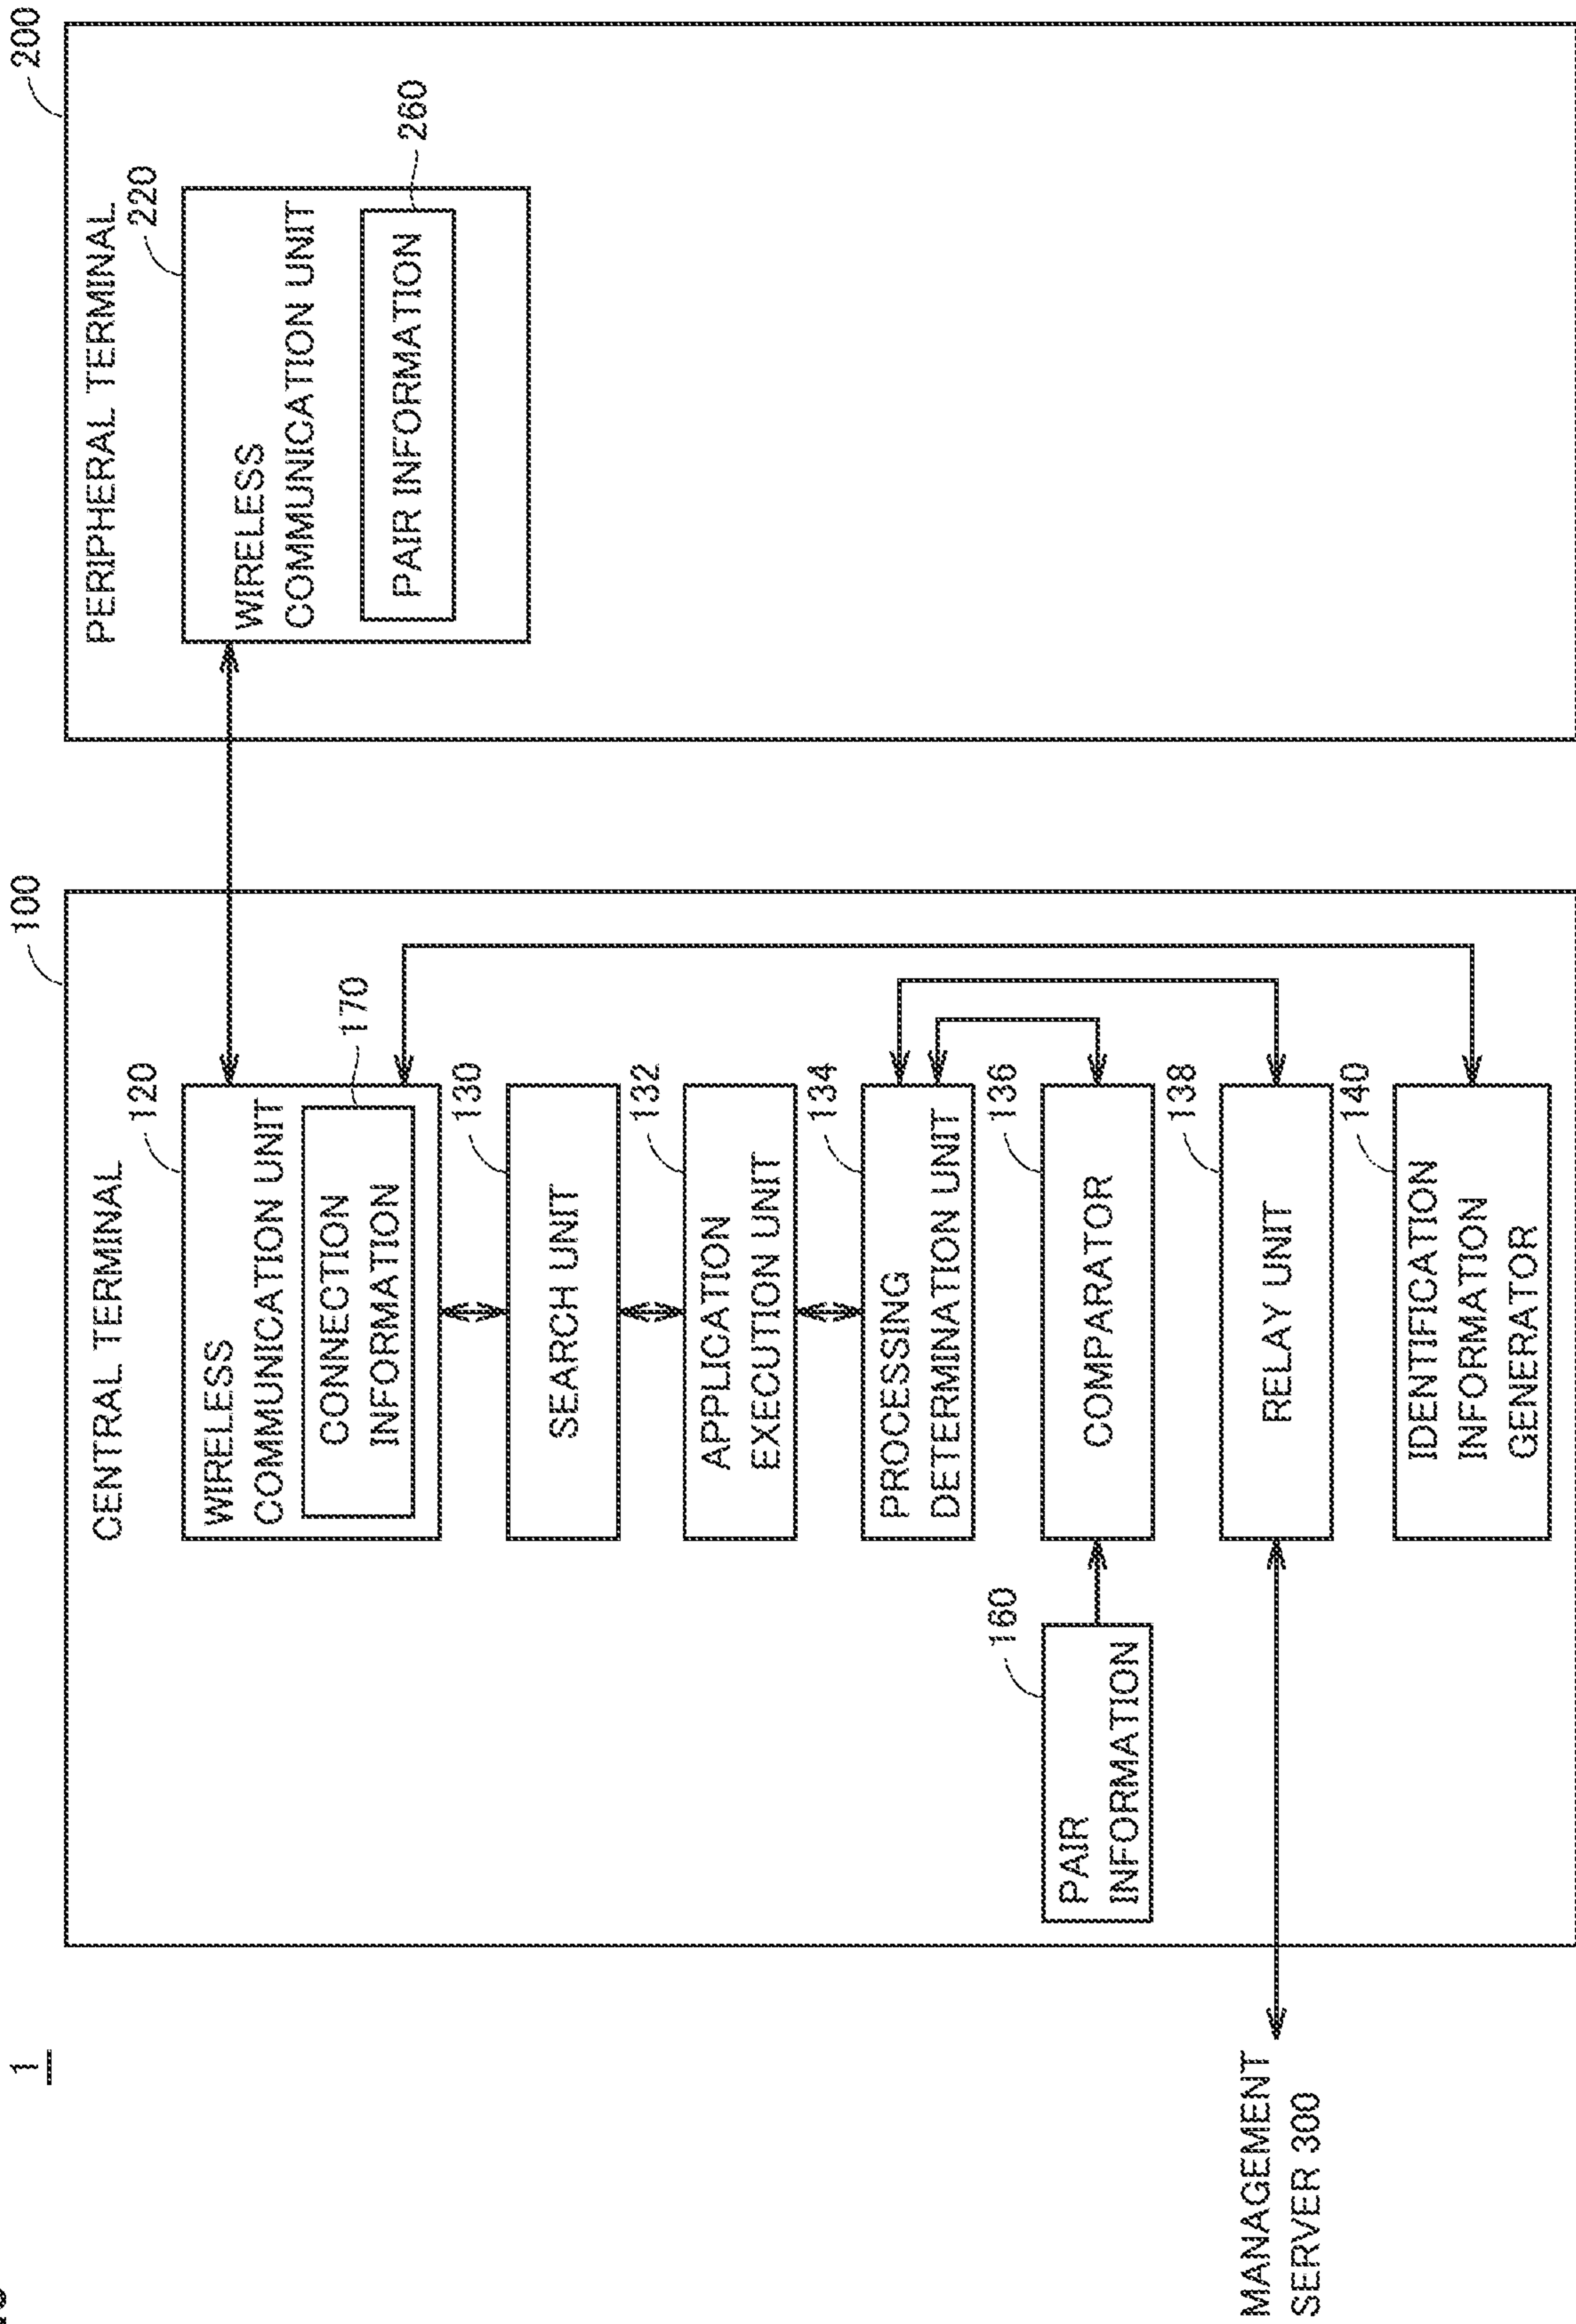 1
100
200
CENTRAL TERMINAL
120
WIRELESS
COMMUNICATION UNIT
170
CONNECTION
INFORMATION
130
SEARCH UNIT
132
APPLICATION
EXECUTION UNIT
134
PROCESSING
DETERMINATION UNIT
160
PAIR
INFORMATION
136
COMPARATOR
138
RELAY UNIT
140
IDENTIFICATION
INFORMATION
GENERATOR
MANAGEMENT
SERVER 300
PERIPHERAL TERMINAL
220
WIRELESS
COMMUNICATION UNIT
260
PAIR INFORMATION